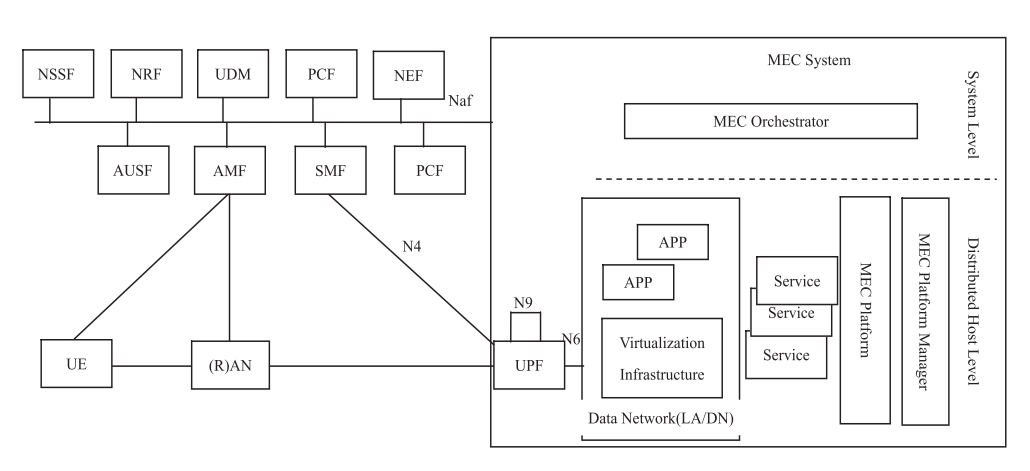 MEC System
NSSF
NRF
UDM
PCF
NEF
Naf
System Level
MEC Orchestrator
AUSF
AMF
SMF
PCF
N4
APP
APP
Service
Service
Service
MEC Platform
MEC Platform Manager
Distributed Host Level
N9
N6
UE
(R)AN
UPF
Virtualization
Infrastructure
Data Network(LA/DN)